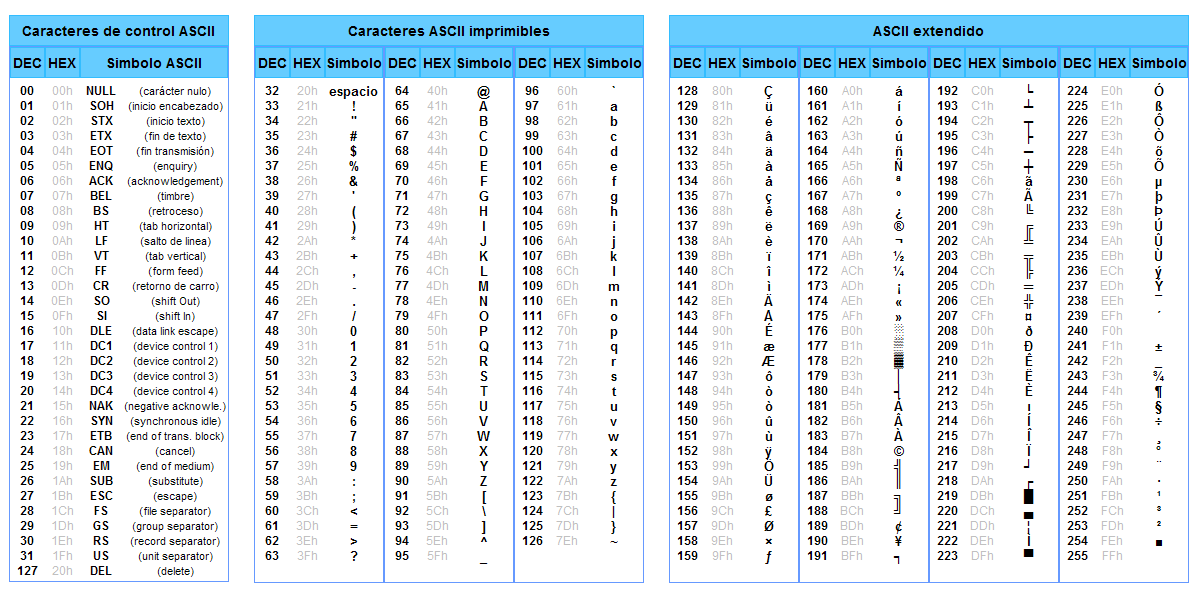 Caracteres de control ASCII
DEC HEX Simbolo ASCII
00 00h NULL (carácter nulo)
01 01h SOH (inicio encabezado)
02 02h STX (inicio texto)
03 03h ETX (fin de texto)
04 04h EOT (fin transmisión)
05 05h ENQ (enquiry)
06 06h ACK (acknowledgement)
07 07h BEL (timbre)
08 08h BS (retroceso)
09 09h HT (tab horizontal)
10 0Ah LF (salto de linea)
11 0Bh VT (tab vertical)
12 0Ch FF (form feed)
13 0Dh CR (retorno de carro)
14 0Eh SO (shift Out)
15 0Fh SI (shift In)
16 10h DLE (data link escape)
17 11h DC1 (device control 1)
18 12h DC2 (device control 2)
19 13h DC3 (device control 3)
20 14h DC4 (device control 4)
21 15h NAK (negative acknowle.)
22 16h SYN (synchronous idle)
23 17h ETB (end of trans. block)
24 18h CAN (cancel)
25 19h EM (end of medium)
26 1Ah SUB (substitute)
27 1Bh ESC (escape)
28 1Ch FS (file separator)
29 1Dh GS (group separator)
30 1Eh RS (record separator)
31 1Fh US (unit separator)
127 20h DEL (delete)
Caracteres ASCII imprimibles
DEC HEX Simbolo DEC HEX Simbolo DEC HEX Simbolo
32 20h espacio 64 40h @ 96 60h `
33 21h ! 65 41h A 97 61h a
34 22h " 66 42h B 98 62h b
35 23h # 67 43h C 99 63h c
36 24h $ 68 44h D 100 64h d
37 25h % 69 45h E 101 65h e
38 26h & 70 46h F 102 66h f
39 27h ' 71 47h G 103 67h g
40 28h ( 72 48h H 104 68h h
41 29h ) 73 49h I 105 69h i
42 2Ah * 74 4Ah J 106 6Ah j
43 2Bh + 75 4Bh K 107 6Bh k
44 2Ch , 76 4Ch L 108 6Ch l
45 2Dh - 77 4Dh M 109 6Dh m
46 2Eh . 78 4Eh N 110 6Eh n
47 2Fh / 79 4Fh O 111 6Fh o
48 30h 0 80 50h P 112 70h p
49 31h 1 81 51h Q 113 71h q
50 32h 2 82 52h R 114 72h r
51 33h 3 83 53h S 115 73h s
52 34h 4 84 54h T 116 74h t
53 35h 5 85 55h U 117 75h u
54 36h 6 86 56h V 118 76h v
55 37h 7 87 57h W 119 77h w
56 38h 8 88 58h X 120 78h x
57 39h 9 89 59h Y 121 79h y
58 3Ah : 90 5Ah Z 122 7Ah z
59 3Bh ; 91 5Bh [ 123 7Bh {
60 3Ch < 92 5Ch \ 124 7Ch |
61 3Dh = 93 5Dh ] 125 7Dh }
62 3Eh > 94 5Eh ^ 126 7Eh ~
63 3Fh ? 95 5Fh _
ASCII extendido
DEC HEX Simbolo DEC HEX Simbolo DEC HEX Simbolo DEC HEX Simbolo
128 80h Ç 160 A0h á 192 C0h └ 224 E0h Ó
129 81h ü 161 A1h í 193 C1h ┴ 225 E1h ß
130 82h é 162 A2h ó 194 C2h ┬ 226 E2h Ô
131 83h â 163 A3h ú 195 C3h ├ 227 E3h Ò
132 84h ä 164 A4h ñ 196 C4h ─ 228 E4h õ
133 85h à 165 A5h Ñ 197 C5h ┼ 229 E5h Õ
134 86h å 166 A6h ª 198 C6h ã 230 E6h µ
135 87h ç 167 A7h º 199 C7h Ã 231 E7h þ
136 88h ê 168 A8h ¿ 200 C8h ╚ 232 E8h Þ
137 89h ë 169 A9h ® 201 C9h ╔ 233 E9h Ú
138 8Ah è 170 AAh ¬ 202 CAh ╩ 234 EAh Û
139 8Bh ï 171 ABh ½ 203 CBh ╦ 235 EBh Ù
140 8Ch î 172 ACh ¼ 204 CCh ╠ 236 ECh ý
141 8Dh ì 173 ADh ¡ 205 CDh ═ 237 EDh Ý
142 8Eh Ä 174 AEh « 206 CEh ╬ 238 EEh ¯
143 8Fh Å 175 AFh » 207 CFh ¤ 239 EFh ´
144 90h É 176 B0h ░ 208 D0h ð 240 F0h
145 91h æ 177 B1h ▒ 209 D1h Ð 241 F1h ±
146 92h Æ 178 B2h ▓ 210 D2h Ê 242 F2h _
147 93h ô 179 B3h │ 211 D3h Ë 243 F3h ¾
148 94h ò 180 B4h ┤ 212 D4h È 244 F4h ¶
149 95h ò 181 B5h Á 213 D5h ı 245 F5h §
150 96h û 182 B6h Â 214 D6h Í 246 F6h ÷
151 97h ù 183 B7h À 215 D7h Î 247 F7h ¸
152 98h ÿ 184 B8h © 216 D8h Ï 248 F8h °
153 99h Ö 185 B9h ╣ 217 D9h ┘ 249 F9h ¨
154 9Ah Ü 186 BAh ║ 218 DAh ┌ 250 FAh ·
155 9Bh ø 187 BBh ╗ 219 DBh █ 251 FBh ¹
156 9Ch £ 188 BCh ╝ 220 DCh ▄ 252 FCh ³
157 9Dh Ø 189 BDh ¢ 221 DDh ¦ 253 FDh ²
158 9Eh × 190 BEh ¥ 222 DEh Ì 254 FEh ■
159 9Fh ƒ 191 BFh ┐ 223 DFh ▀ 255 FFh